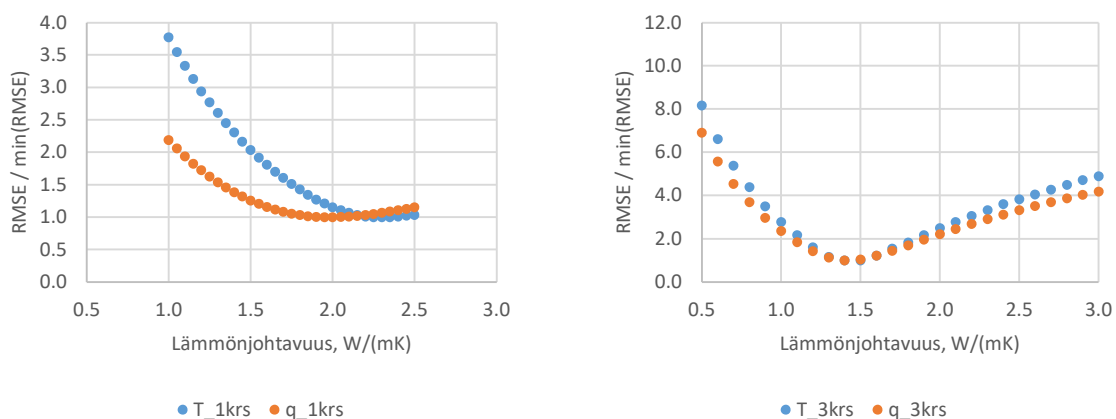 RMSE / min(RMSE)
4.0
3.5
3.0
2.5
2.0
1.5
1.0
0.5
0.0
0.5 1.0 1.5 2.0 2.5 3.0
Lämmönjohtavuus, W/(mK)
T_1krs q_1krs
RMSE / min(RMSE)
12.0
10.0
8.0
6.0
4.0
2.0
0.0
0.5 1.0 1.5 2.0 2.5 3.0
Lämmönjohtavuus, W/(mK)
T_3krs q_3krs